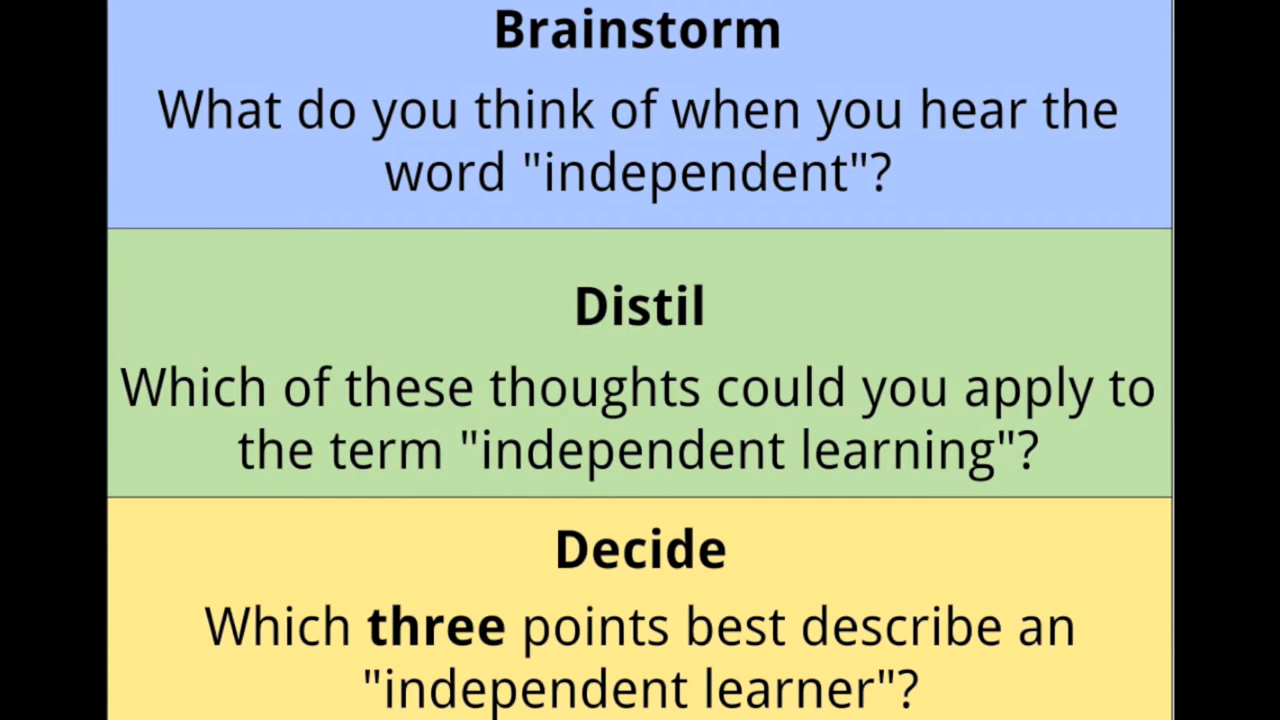 Brainstorm
What do you think of when you hear the
word "independent"?
Distil
Which of these thoughts could you apply to
the term "independent learning"?
Decide
Which three points best describe an
"independent learner"?